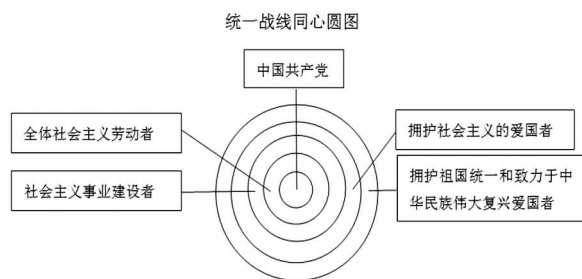 统一战线同心圆图
中国共产党
全体社会主义劳动者
拥护社会主义的爱国者
社会主义事业建设者
拥护祖国统一和致力于中
华民族伟大复兴爱国者